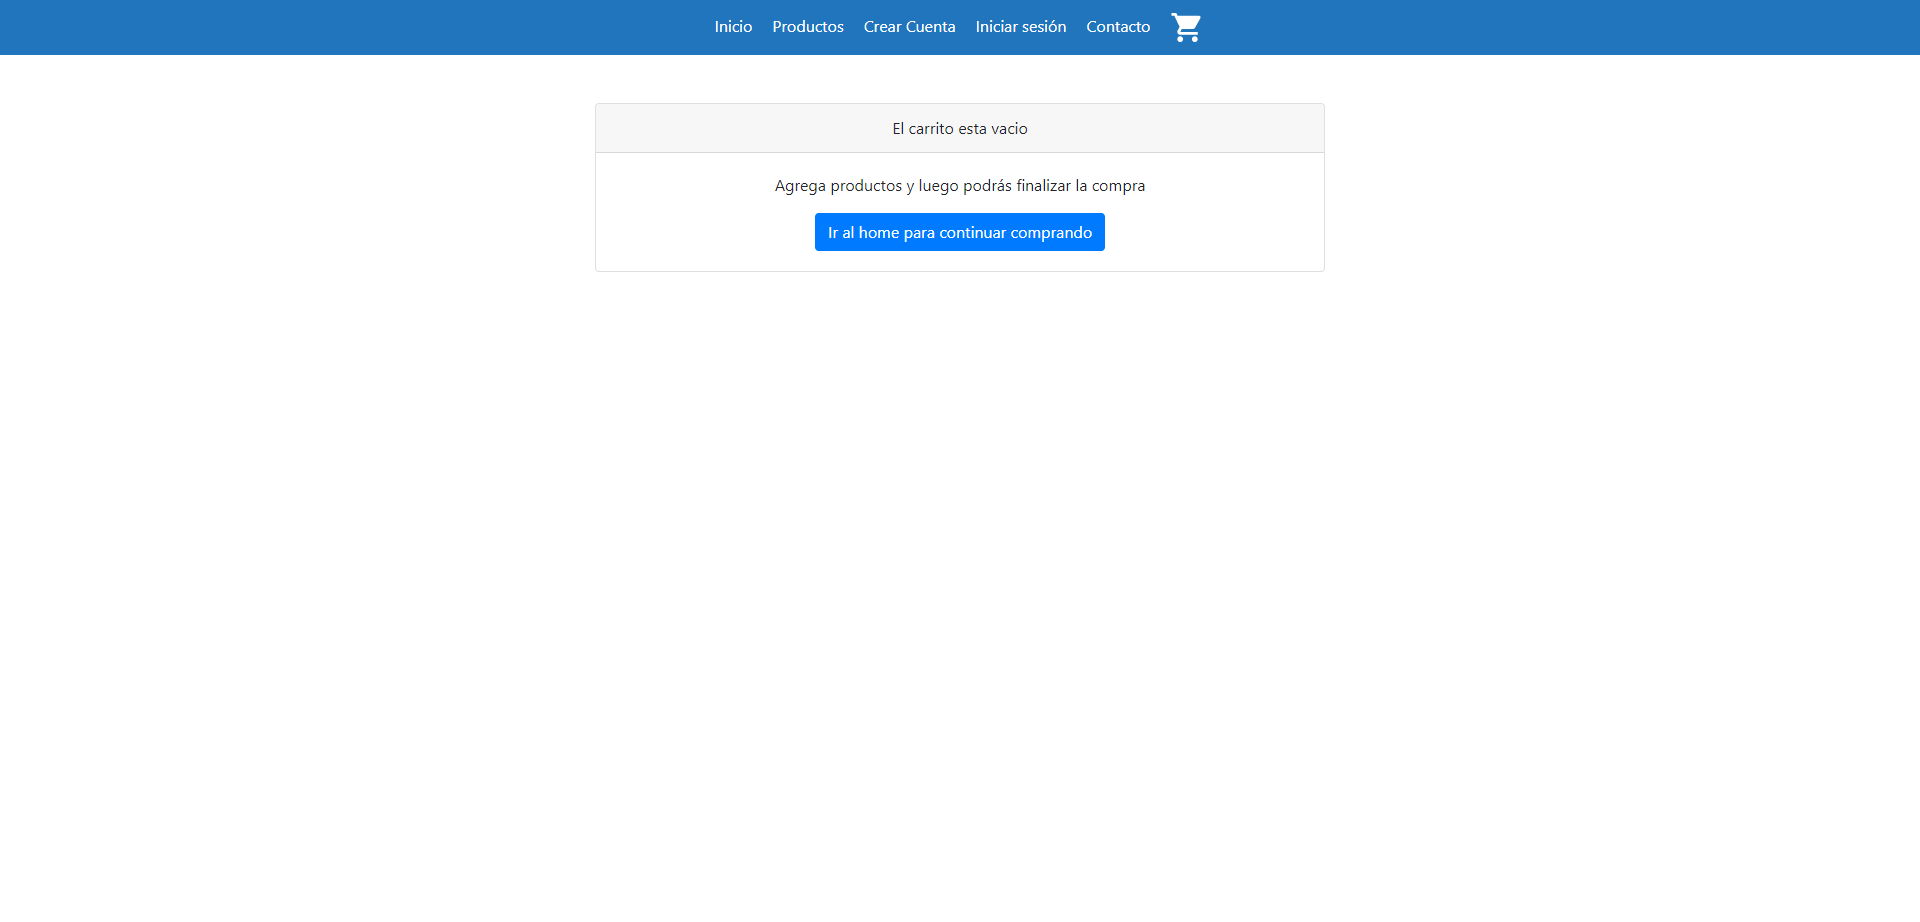 Inicio Productos Crear Cuenta Iniciar sesión Contacto
El carrito esta vacio
Agrega productos y luego podrás finalizar la compra
Ir al home para continuar comprando